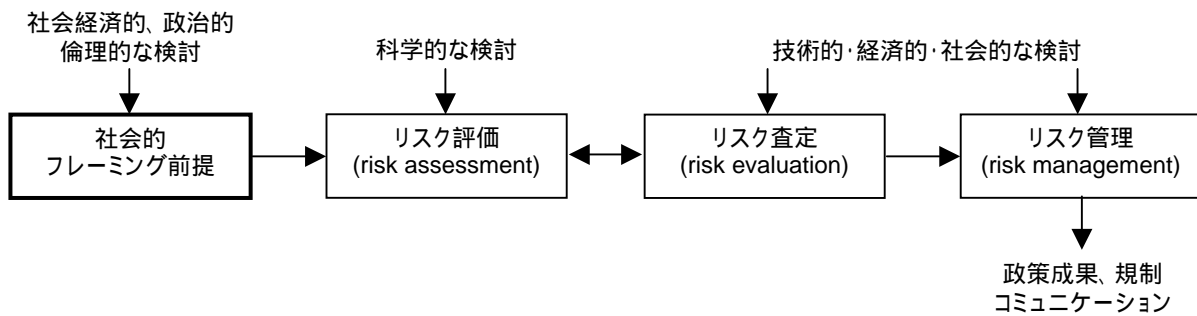 社会経済的、政治的
倫理的な検討
科学的な検討
技術的・経済的・社会的な検討
社会的
フレーミング前提
リスク評価
(risk assessment)
リスク査定
(risk evaluation)
リスク管理
(risk management)
政策成果、規制
コミュニケーション